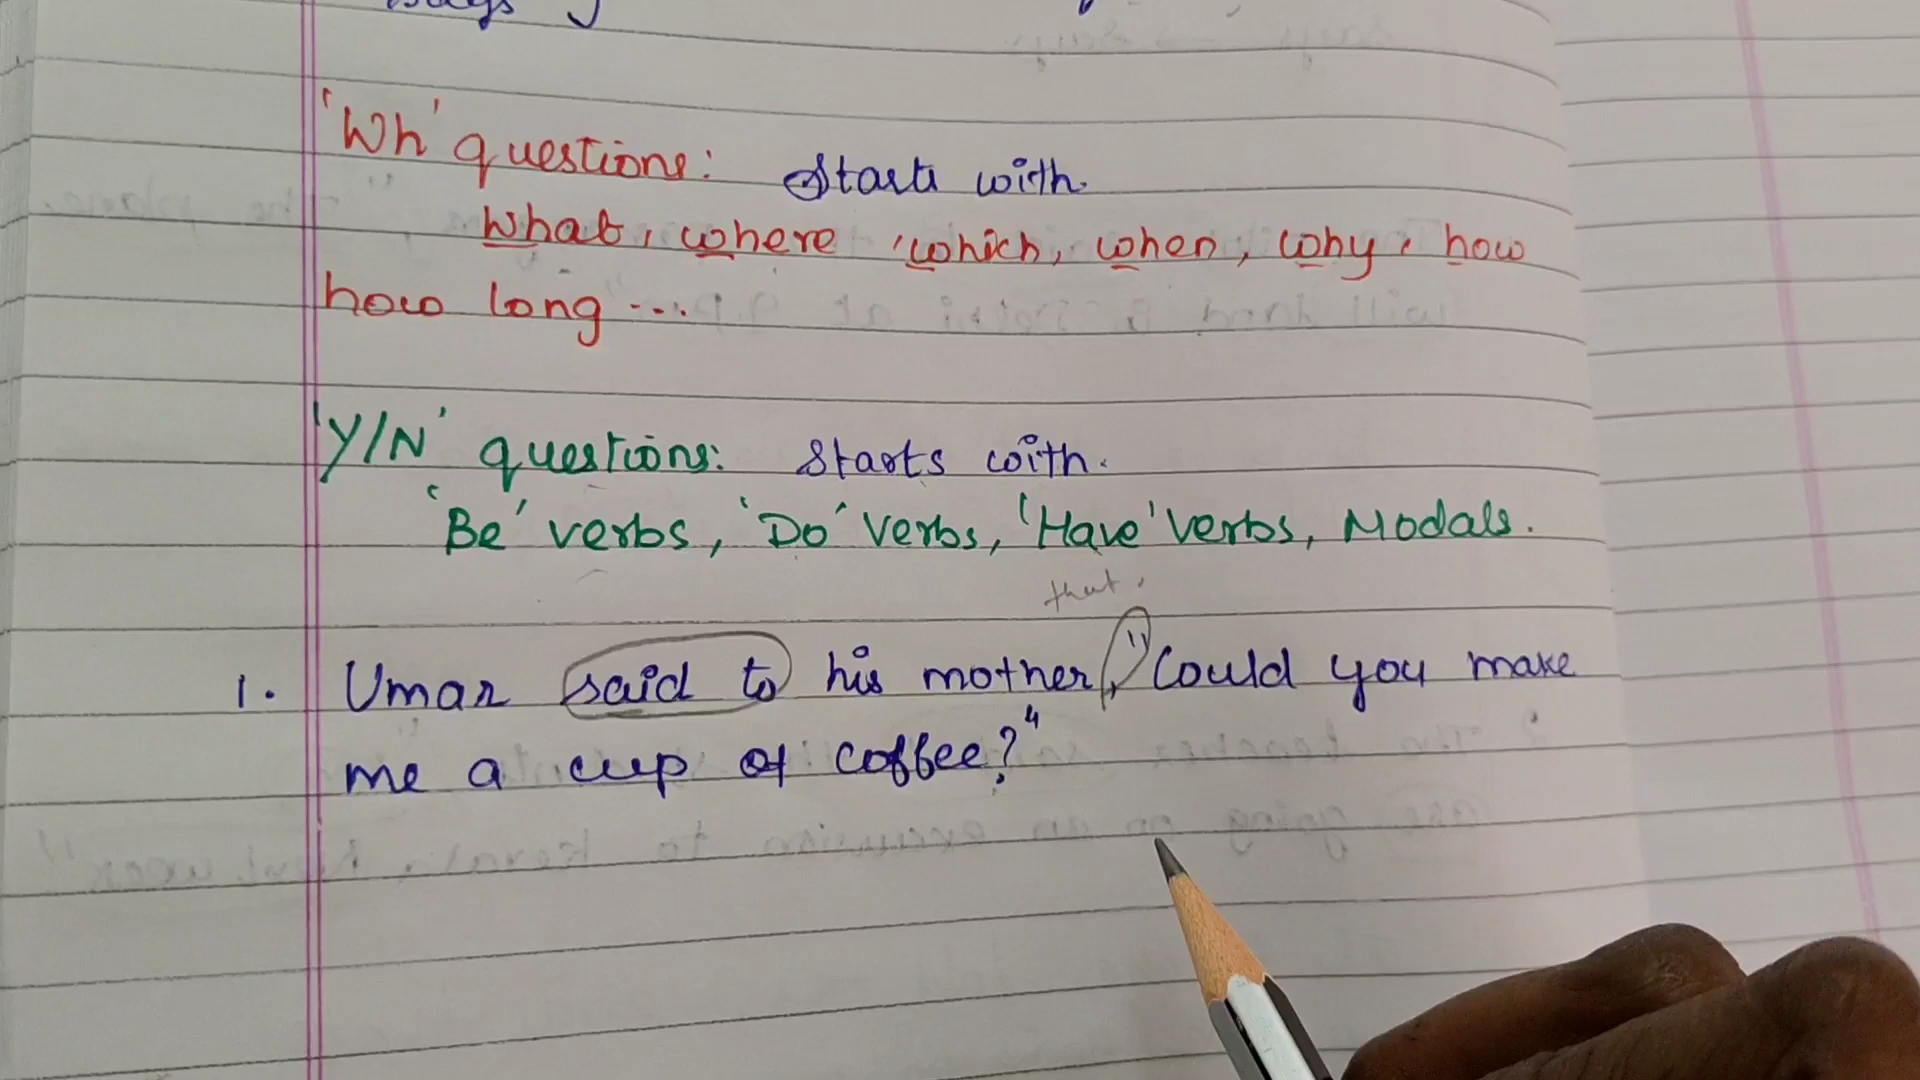 'Wh' questions: Starts with.
What, where, which, when, why, how
how long ...
'Y/N' questions: Starts with.
'Be' verbs, 'Do' verbs, 'Have' verbs, Modals.
that.
1. Umar said to his mother, "Could you make
me a cup of coffee?"